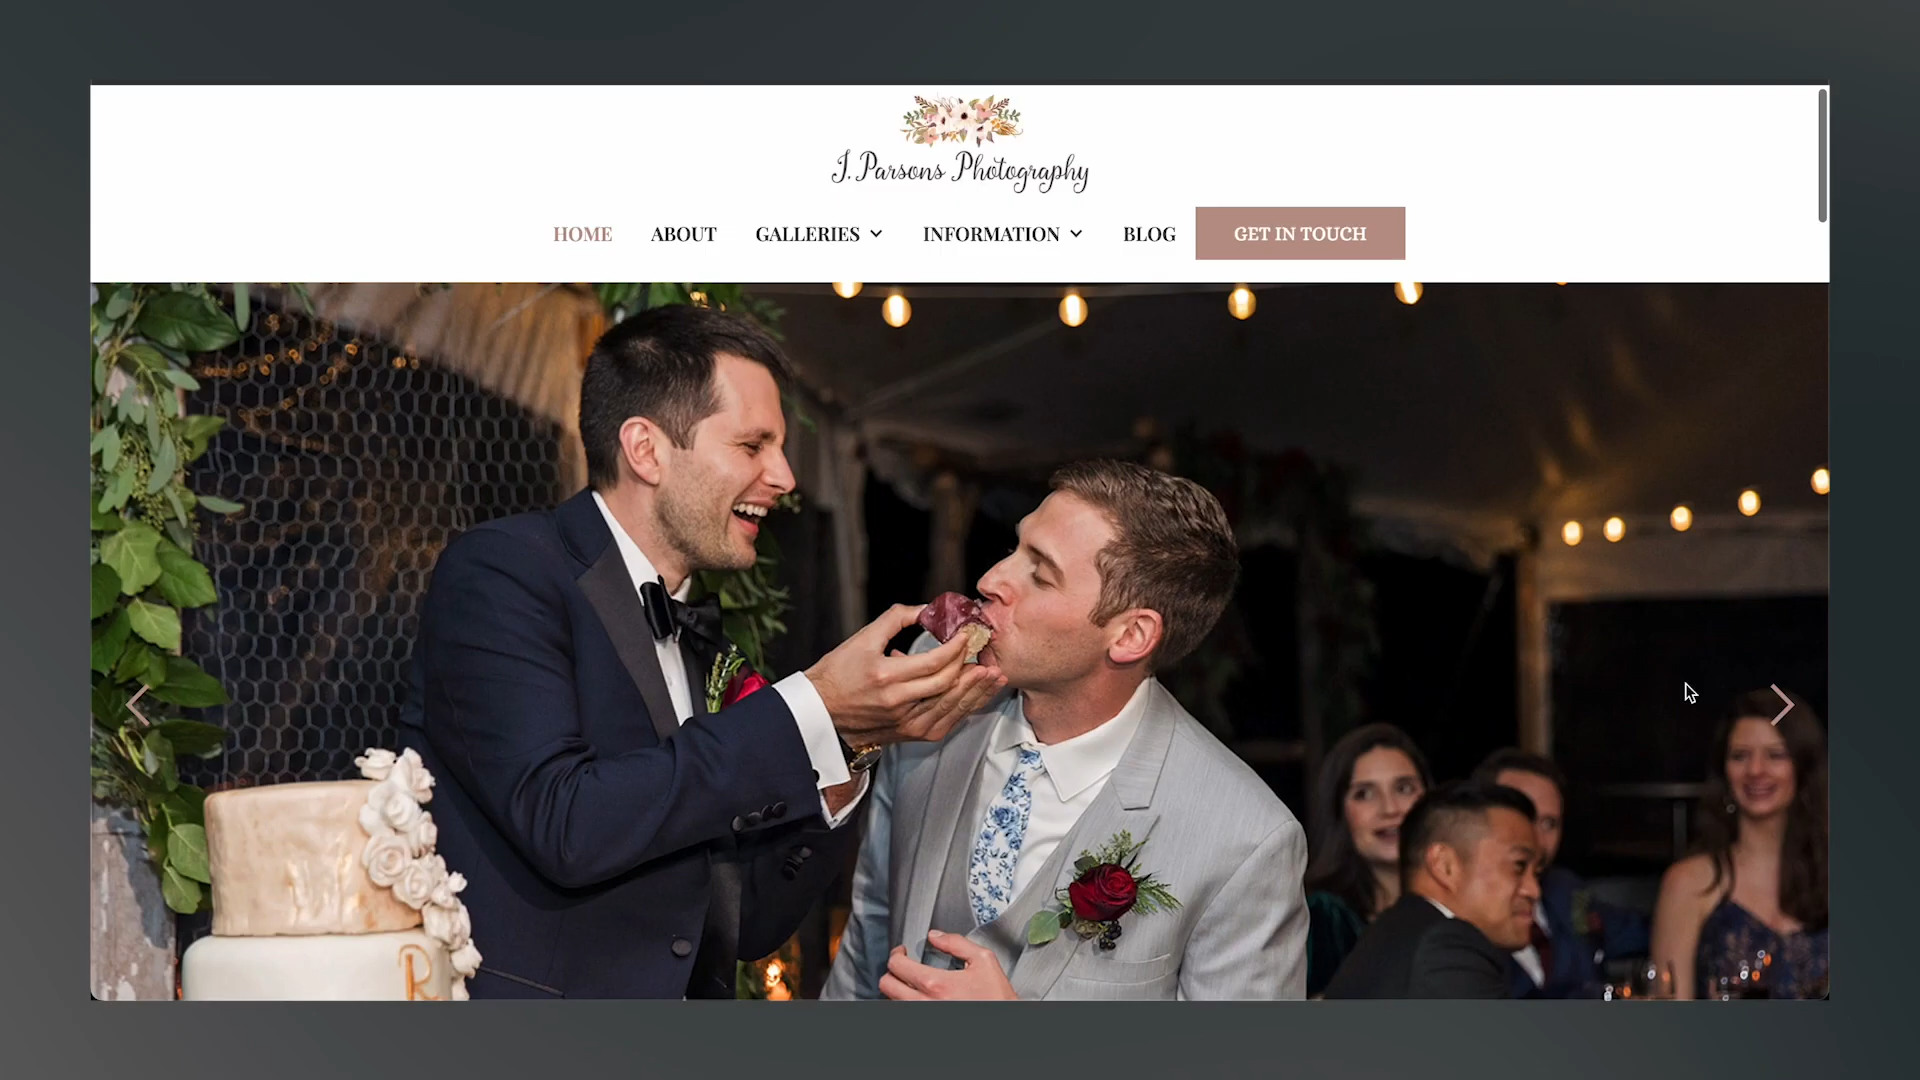 J. Parsons Photography
HOME ABOUT GALLERIES INFORMATION BLOG GET IN TOUCH
R